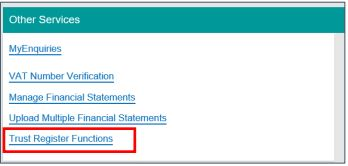 Other Services
MyEnquiries
VAT Number Verification
Manage Financial Statements
Upload Multiple Financial Statements
Trust Register Functions